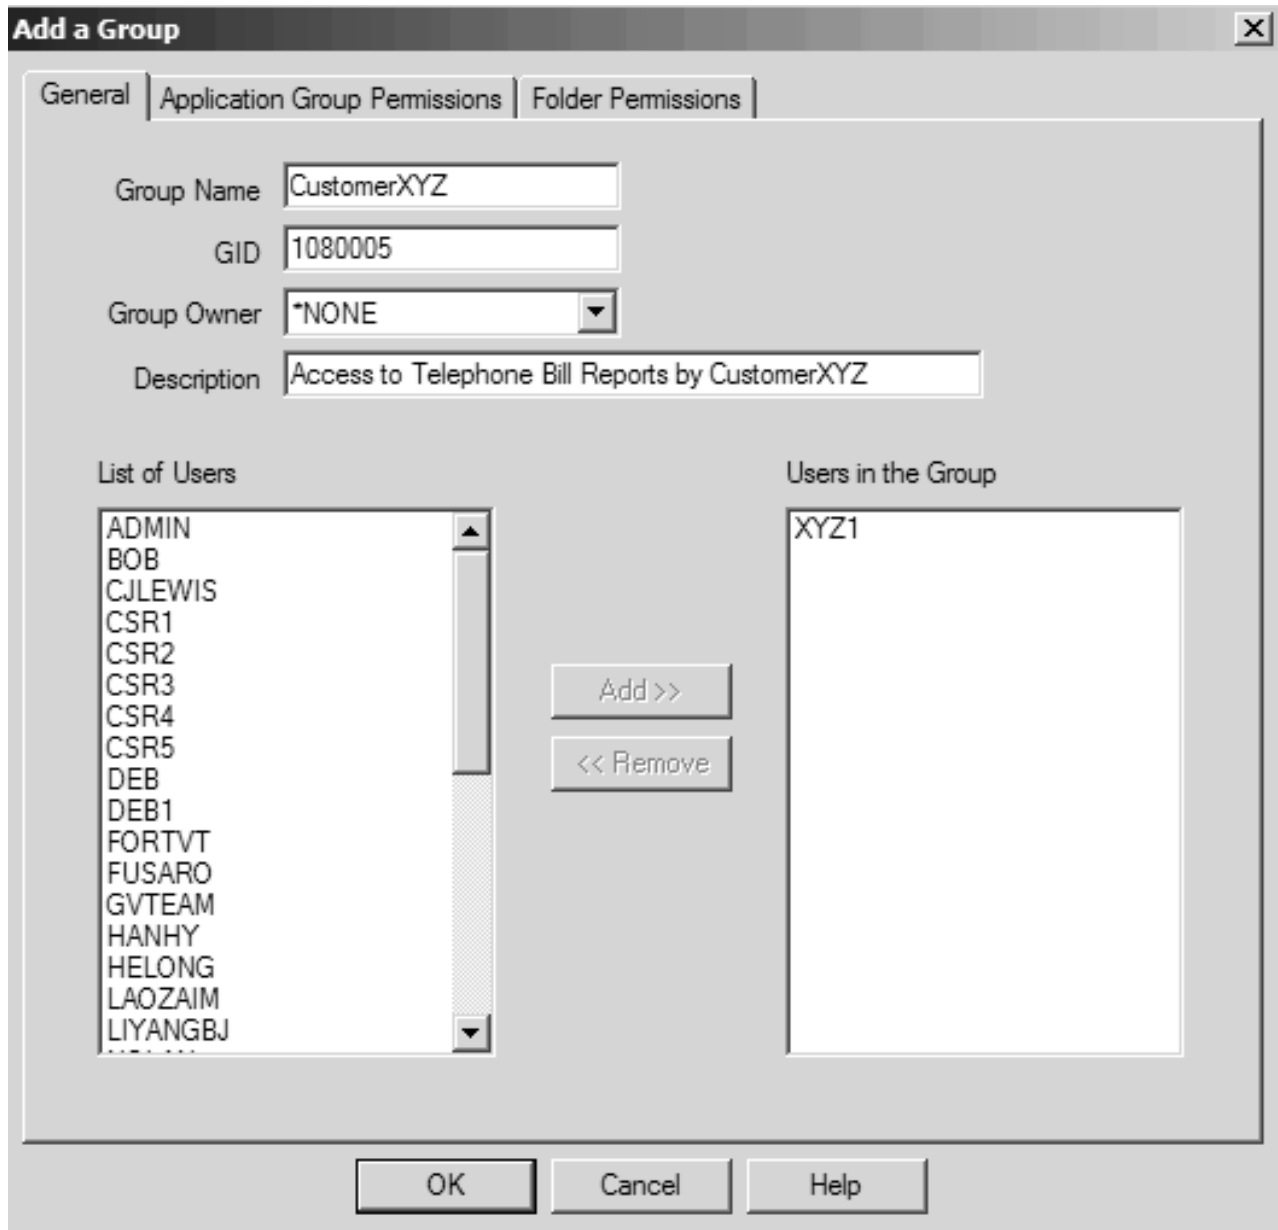 Add a Group
General
Application Group Permissions
Folder Permissions
Group Name CustomerXYZ
GID 1080005
Group Owner *NONE
Description Access to Telephone Bill Reports by CustomerXYZ
List of Users
ADMIN
BOB
CJLEWIS
CSR1
CSR2
CSR3
CSR4
CSR5
DEB
DEB1
FORTVT
FUSARO
GVTEAM
HANHY
HELONG
LAOZAIM
LIYANGBJ
Add >>
<< Remove
Users in the Group
XYZ1
OK
Cancel
Help